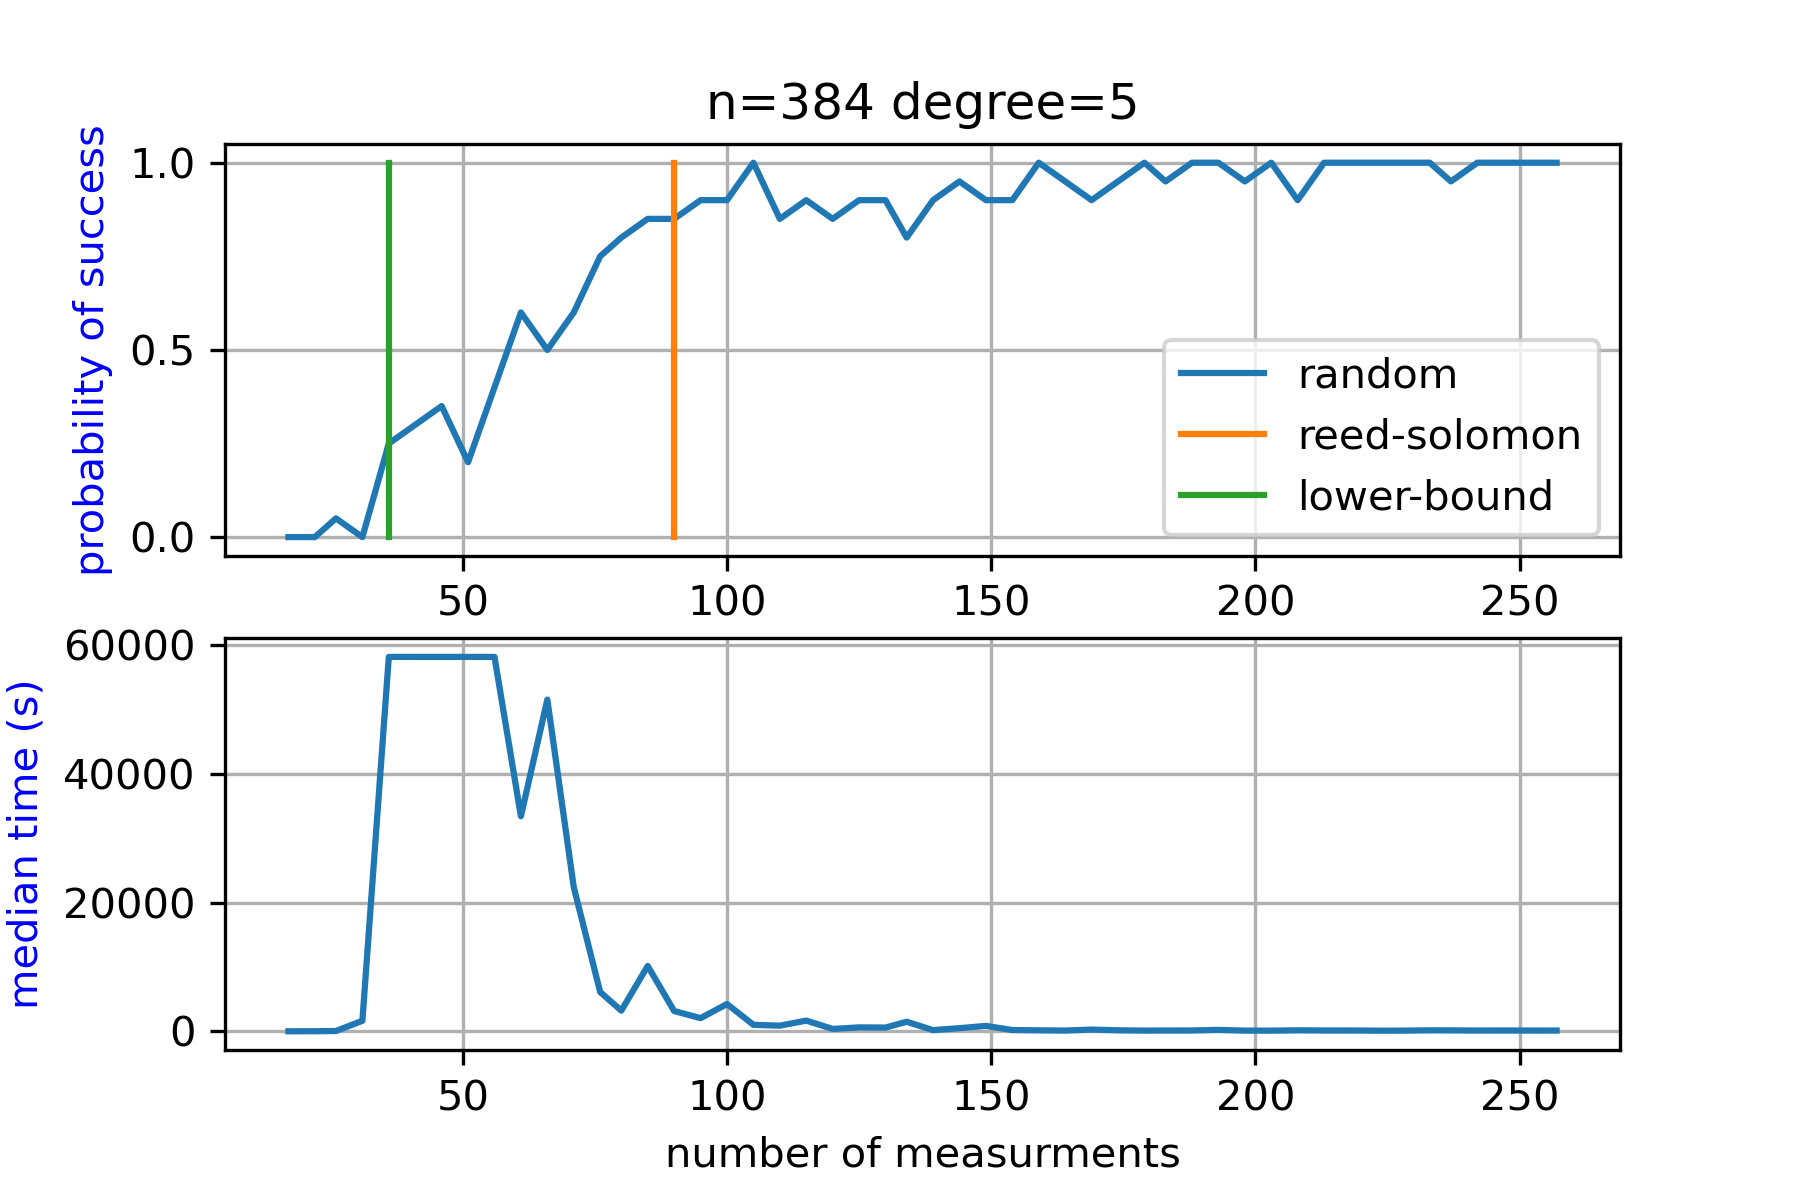 n=384 degree=5
probability of success
1.0
0.5
0.0
random
reed-solomon
lower-bound
50 100 150 200 250
median time (s)
60000
40000
20000
0
50 100 150 200 250
number of measurments